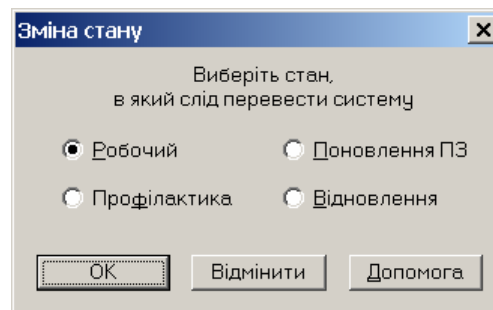 Зміна стану
Виберіть стан,
в який слід перевести систему
Робочий
Поновлення ПЗ
Профілактика
Відновлення
OK
Відмінити
Допомога